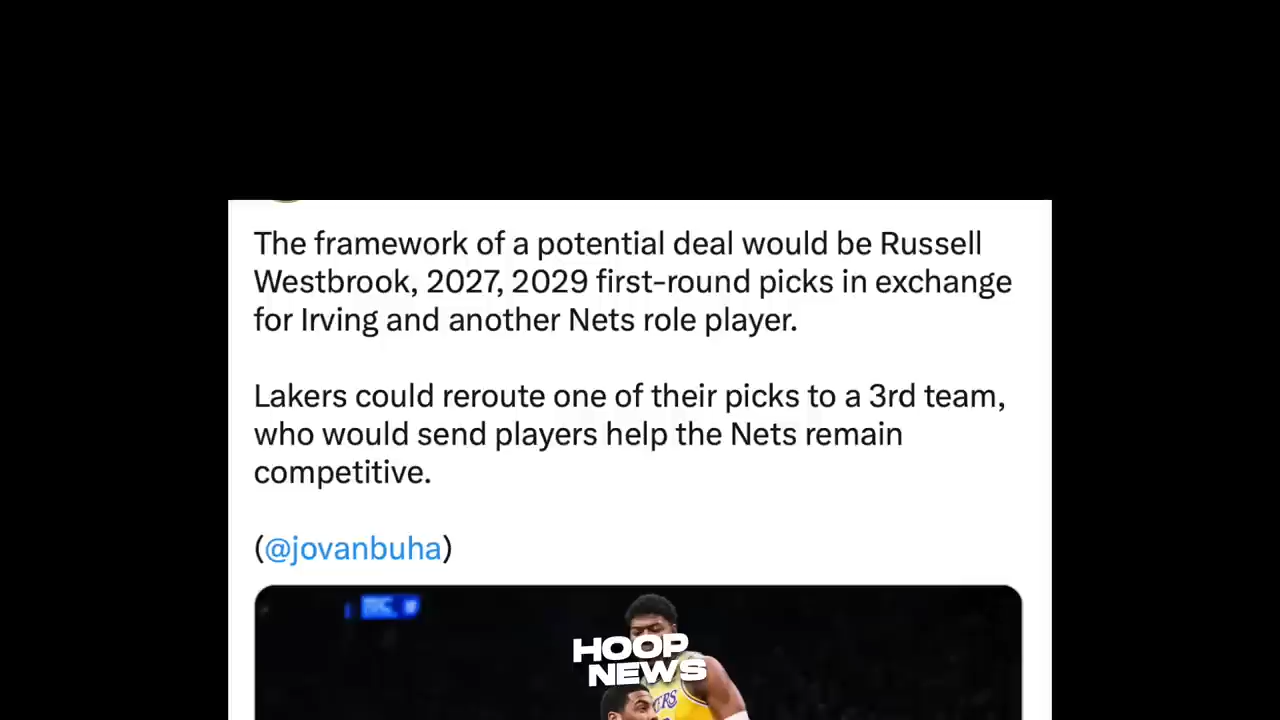 The framework of a potential deal would be Russell
Westbrook, 2027, 2029 first-round picks in exchange
for Irving and another Nets role player.
Lakers could reroute one of their picks to a 3rd team,
who would send players help the Nets remain
competitive.
(@jovanbuha)
HOOP
NEWS